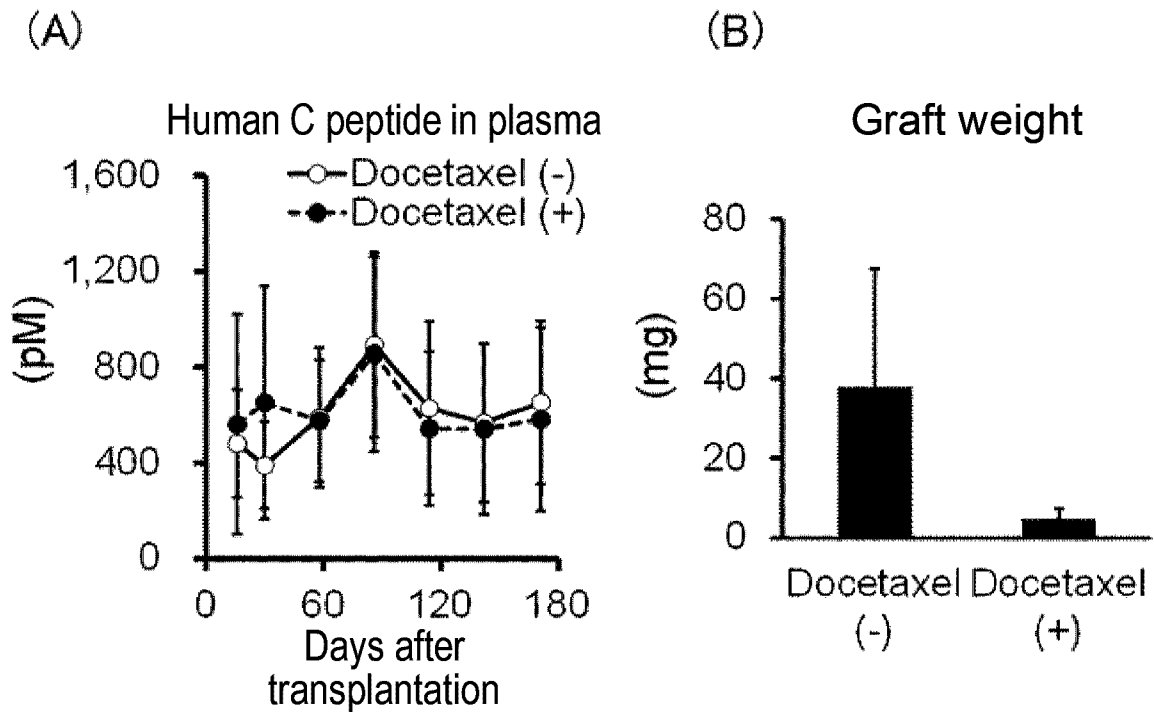 (A)
Human C peptide in plasma
Docetaxel (-)
Docetaxel (+)
1,600
1,200
800
400
0
(pM)
0 60 120 180
Days after
transplantation
(B)
Graft weight
80
60
40
20
0
(mg)
Docetaxel Docetaxel
(-) (+)